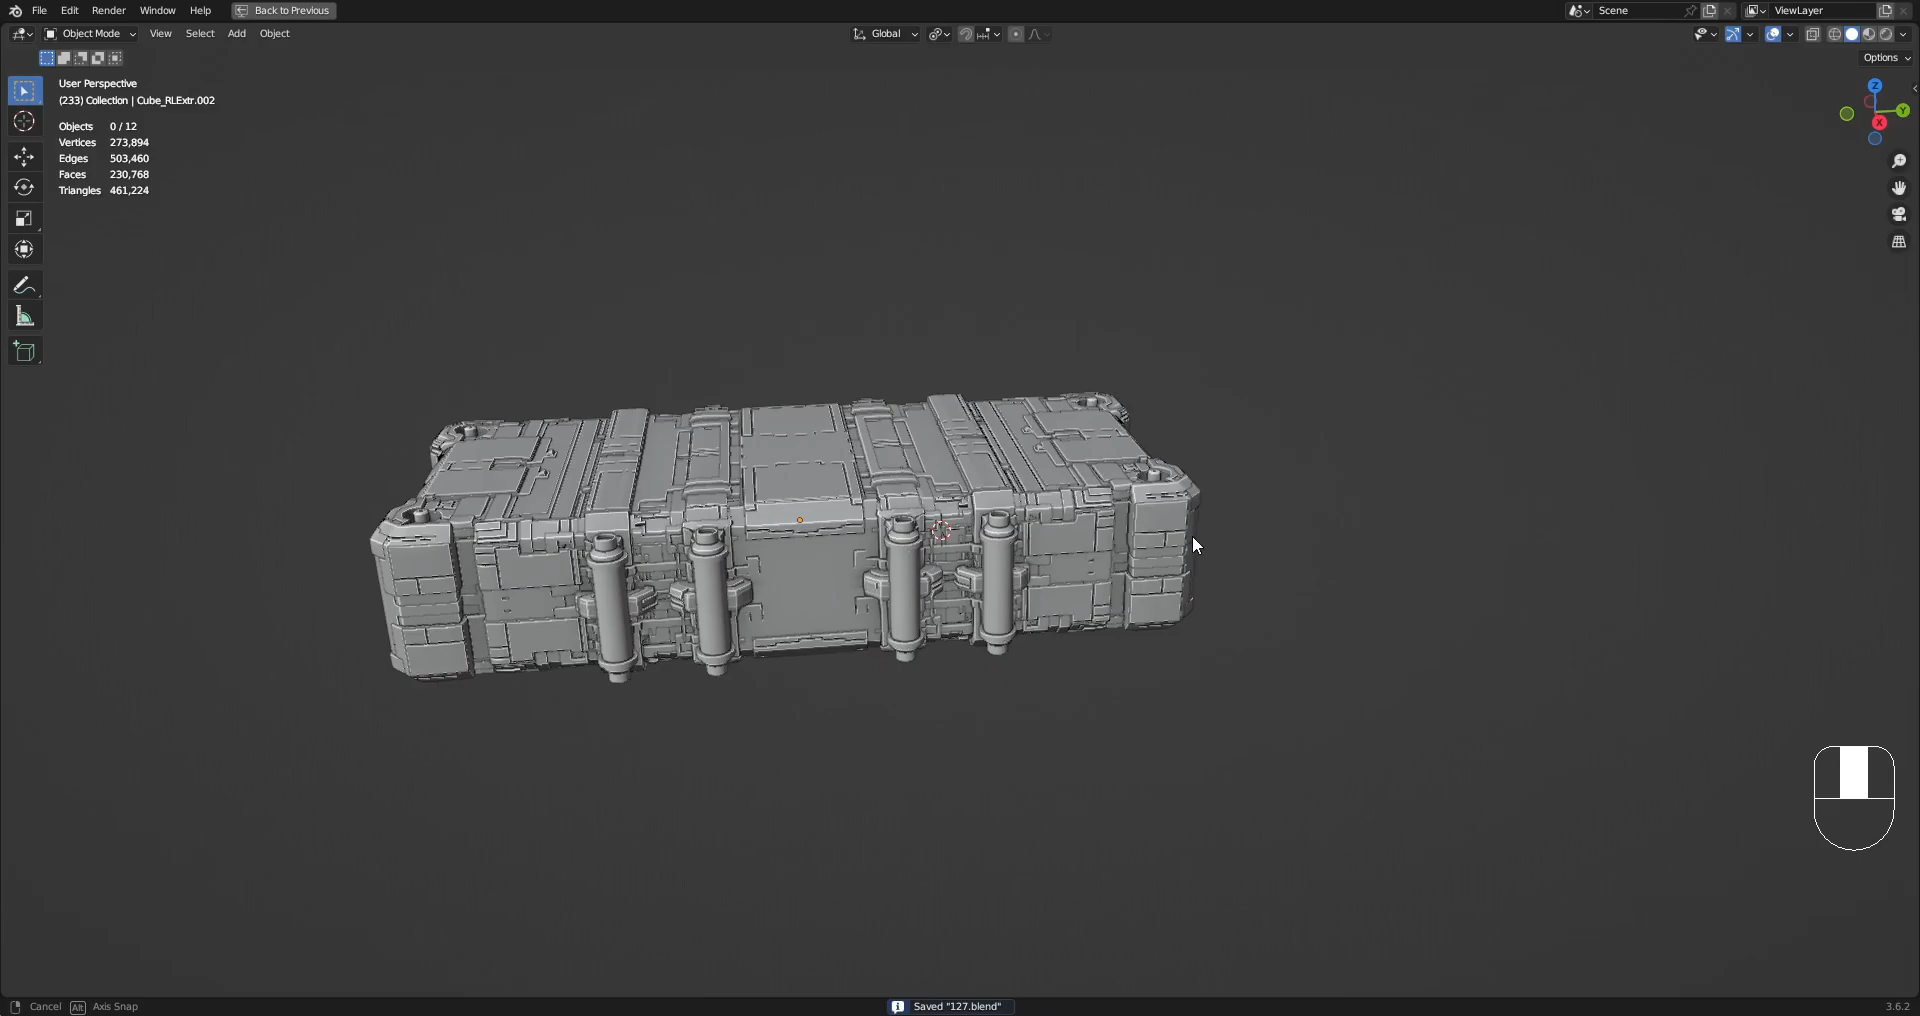 File Edit Render Window Help Back to Previous Scene ViewLayer
Object Mode View Select Add Object Global
Options
User Perspective
(233) Collection | Cube_RLExtr.002
Objects 0 / 12
Vertices 273,894
Edges 503,460
Faces 230,768
Triangles 461,224
Z
Y
X
Cancel Alt Axis Snap Saved "127.blend" 3.6.2